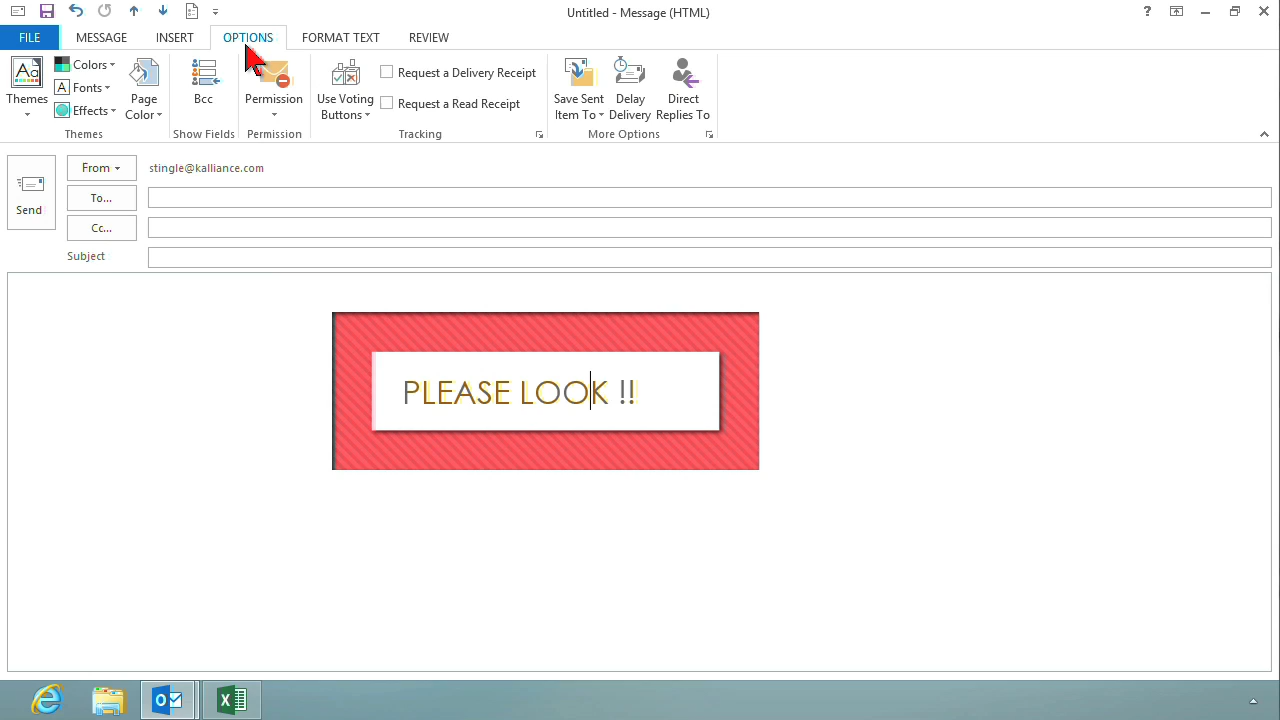 Untitled - Message (HTML)
?
FILE MESSAGE INSERT OPTIONS FORMAT TEXT REVIEW
Aa
Themes
Colors
A Fonts
Effects
Page Color
Themes
Bcc
Show Fields
Permission
Permission
Use Voting Buttons
Request a Delivery Receipt
Request a Read Receipt
Tracking
Save Sent Item To
Delay Delivery
Direct Replies To
More Options
Send
From stingle@kalliance.com
To...
Cc...
Subject
PLEASE LOOK !!